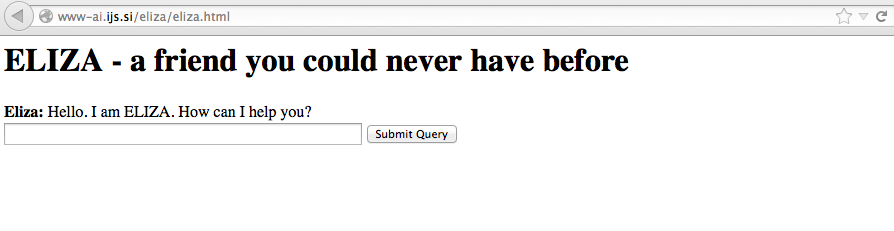 www-ai.ijs.si/eliza/eliza.html
ELIZA - a friend you could never have before
Eliza: Hello. I am ELIZA. How can I help you?
Submit Query